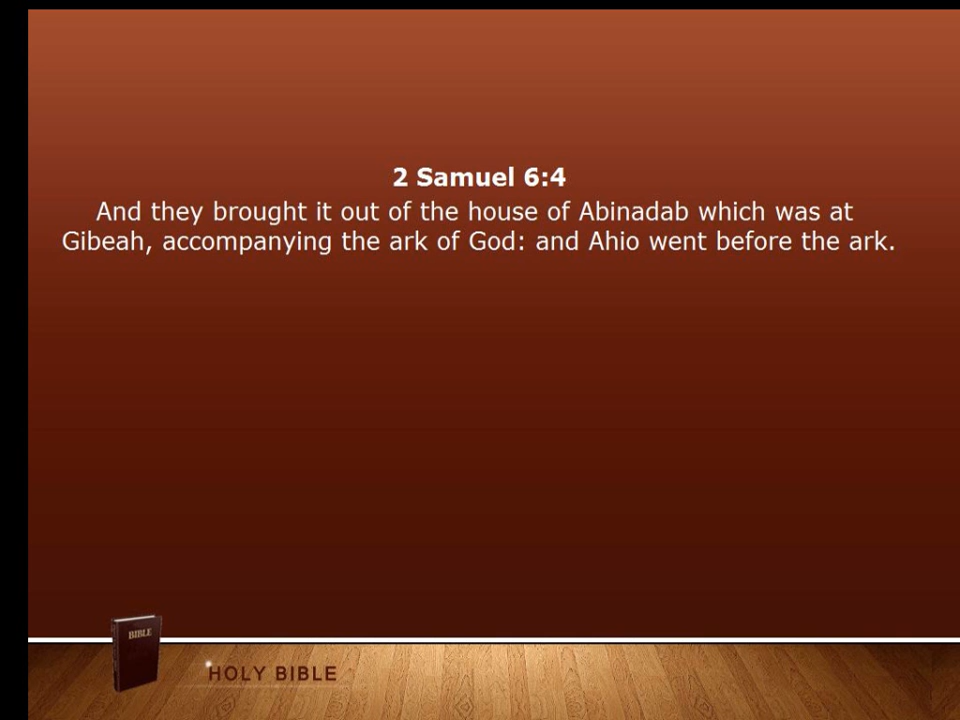 2 Samuel 6:4
And they brought it out of the house of Abinadab which was at
Gibeah, accompanying the ark of God: and Ahio went before the ark.
BIBLE
HOLY BIBLE